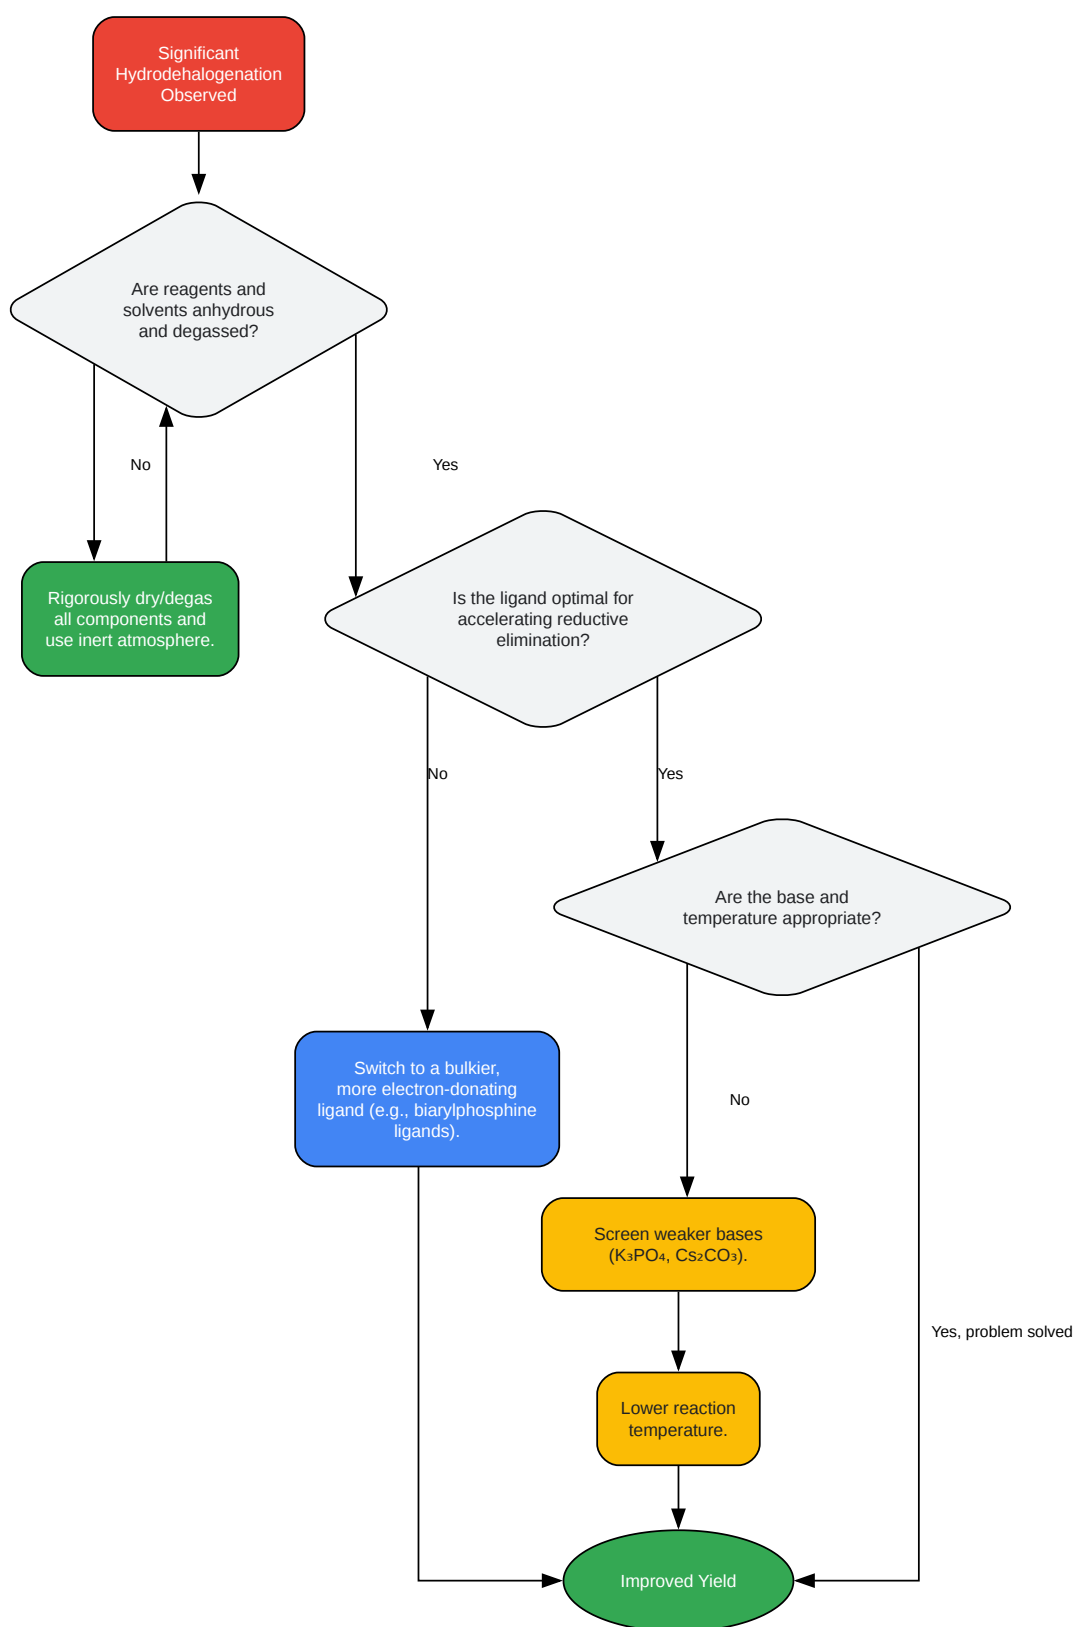 Significant
Hydrodehalogenation
Observed
Are reagents and
solvents anhydrous
and degassed?
No
Yes
Rigorously dry/degas
all components and
use inert atmosphere.
Is the ligand optimal for
accelerating reductive
elimination?
No
Yes
Are the base and
temperature appropriate?
Switch to a bulkier,
more electron-donating
ligand (e.g., biarylphosphine
ligands).
No
Screen weaker bases
(K₃PO₄, Cs₂CO₃).
Yes, problem solved
Lower reaction
temperature.
Improved Yield